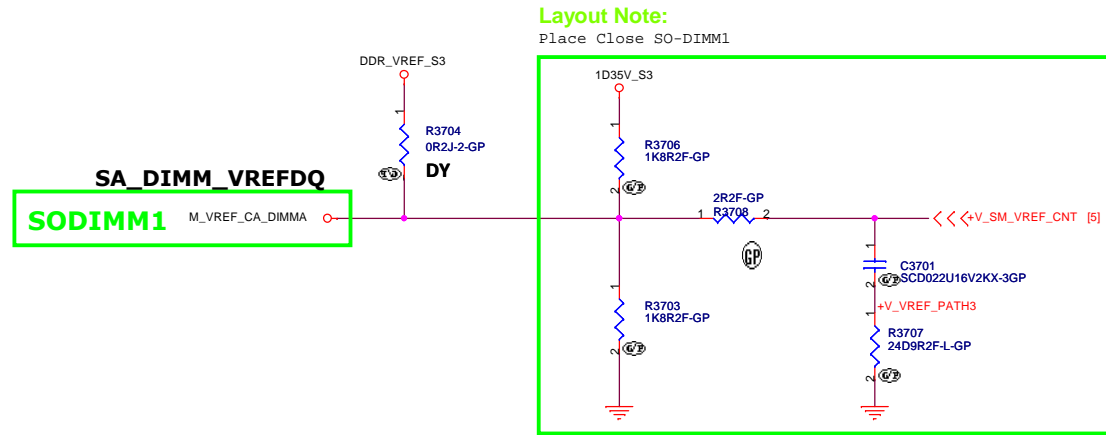 Layout Note:
Place Close SO-DIMM1
DDR_VREF_S3
1D35V_S3
1
R3704
0R2J-2-GP
DY
1
R3706
1K8R2F-GP
2
SA_DIMM_VREFDQ
SODIMM1
M_VREF_CA_DIMMA
2R2F-GP
1
R3708
2
+V_SM_VREF_CNT [5]
GP
1
C3701
SCD022U16V2KX-3GP
2
+V_VREF_PATH3
1
R3703
1K8R2F-GP
2
1
R3707
24D9R2F-L-GP
2